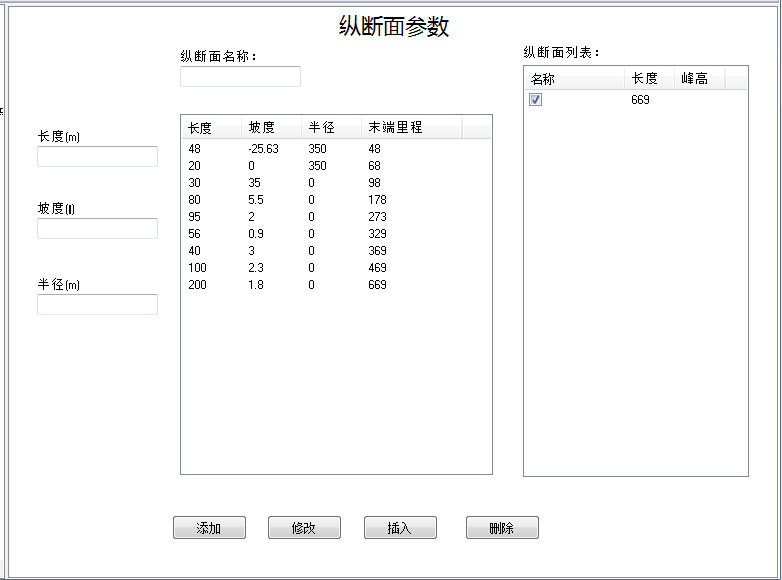 纵断面参数
纵断面名称：
纵断面列表：
名称 长度 峰高
669
长度(m)
坡度(‰)
半径(m)
长度 坡度 半径 末端里程
48 -25.63 350 48
20 0 350 68
30 35 0 98
80 5.5 0 178
95 2 0 273
56 0.9 0 329
40 3 0 369
100 2.3 0 469
200 1.8 0 669
添加 修改 插入 删除